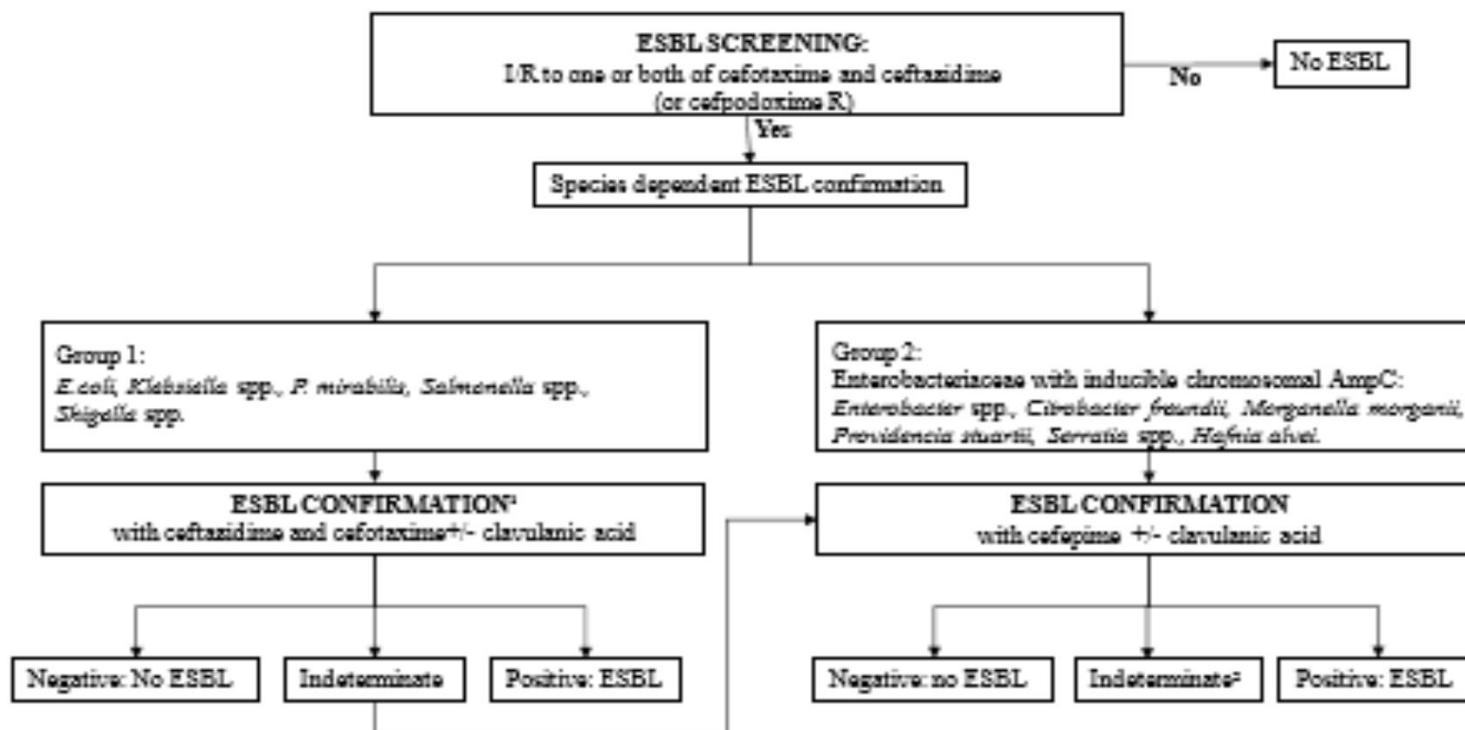 ESBL SCREENING:
I/R to one or both of cefotaxime and ceftazidime
(or cefpodoxime R)
No
No ESBL
Yes
Species dependent ESBL confirmation
Group 1:
E.coli, Klebsiella spp., P. mirabilis, Salmonella spp.,
Shigella spp.
Group 2:
Enterobacteriaceae with inducible chromosomal AmpC:
Enterobacter spp., Citrobacter freundii, Morganella morganii,
Providencia stuartii, Serratia spp., Hafnia alvei.
ESBL CONFIRMATION
with ceftazidime and cefotaxime+/- clavulanic acid
ESBL CONFIRMATION
with cefepime +/- clavulanic acid
Negative: No ESBL
Indeterminate
Positive: ESBL
Negative: no ESBL
Indeterminate²
Positive: ESBL